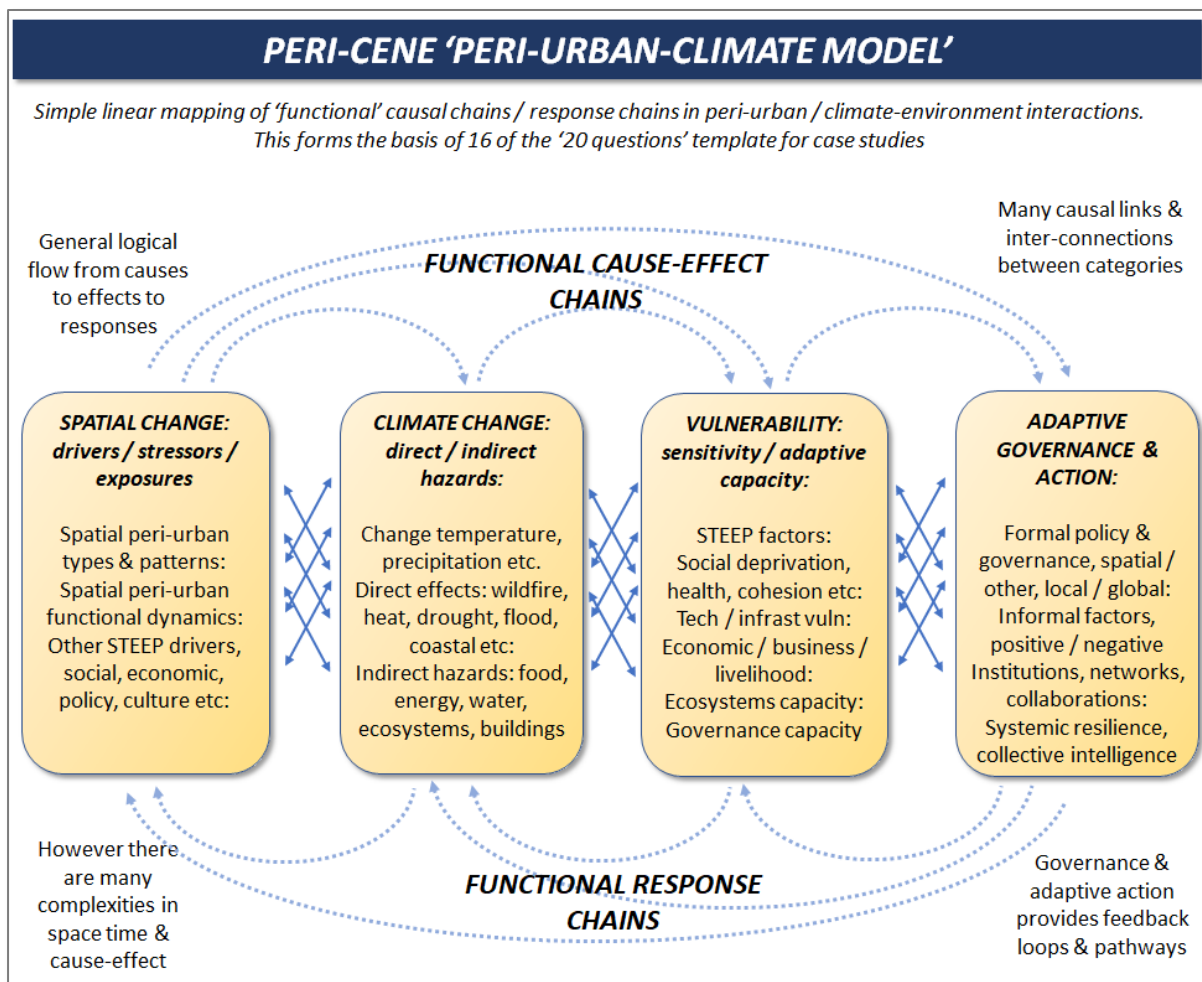 PERI-CENE ‘PERI-URBAN-CLIMATE MODEL’
Simple linear mapping of ‘functional’ causal chains / response chains in peri-urban / climate-environment interactions.
This forms the basis of 16 of the ‘20 questions’ template for case studies
General logical
flow from causes
to effects to
responses
FUNCTIONAL CAUSE-EFFECT
CHAINS
Many causal links &
inter-connections
between categories
SPATIAL CHANGE:
drivers / stressors /
exposures
Spatial peri-urban
types & patterns:
Spatial peri-urban
functional dynamics:
Other STEEP drivers,
social, economic,
policy, culture etc:
CLIMATE CHANGE:
direct / indirect
hazards:
Change temperature,
precipitation etc.
Direct effects: wildfire,
heat, drought, flood,
coastal etc:
Indirect hazards: food,
energy, water,
ecosystems, buildings
VULNERABILITY:
sensitivity / adaptive
capacity:
STEEP factors:
Social deprivation,
health, cohesion etc:
Tech / infrast vuln:
Economic / business /
livelihood:
Ecosystems capacity:
Governance capacity
ADAPTIVE
GOVERNANCE &
ACTION:
Formal policy &
governance, spatial /
other, local / global:
Informal factors,
positive / negative
Institutions, networks,
collaborations:
Systemic resilience,
collective intelligence
However there
are many
complexities in
space time &
cause-effect
FUNCTIONAL RESPONSE
CHAINS
Governance &
adaptive action
provides feedback
loops & pathways